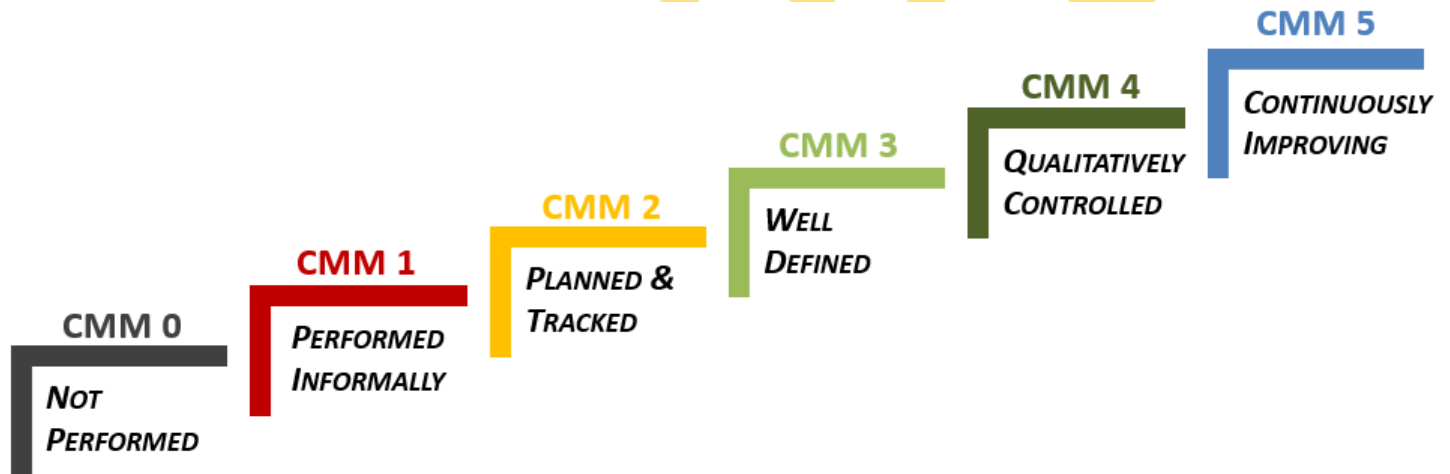 CMM 0
NOT
PERFORMED
CMM 1
PERFORMED
INFORMALLY
CMM 2
PLANNED &
TRACKED
CMM 3
WELL
DEFINED
CMM 4
QUALITATIVELY
CONTROLLED
CMM 5
CONTINUOUSLY
IMPROVING